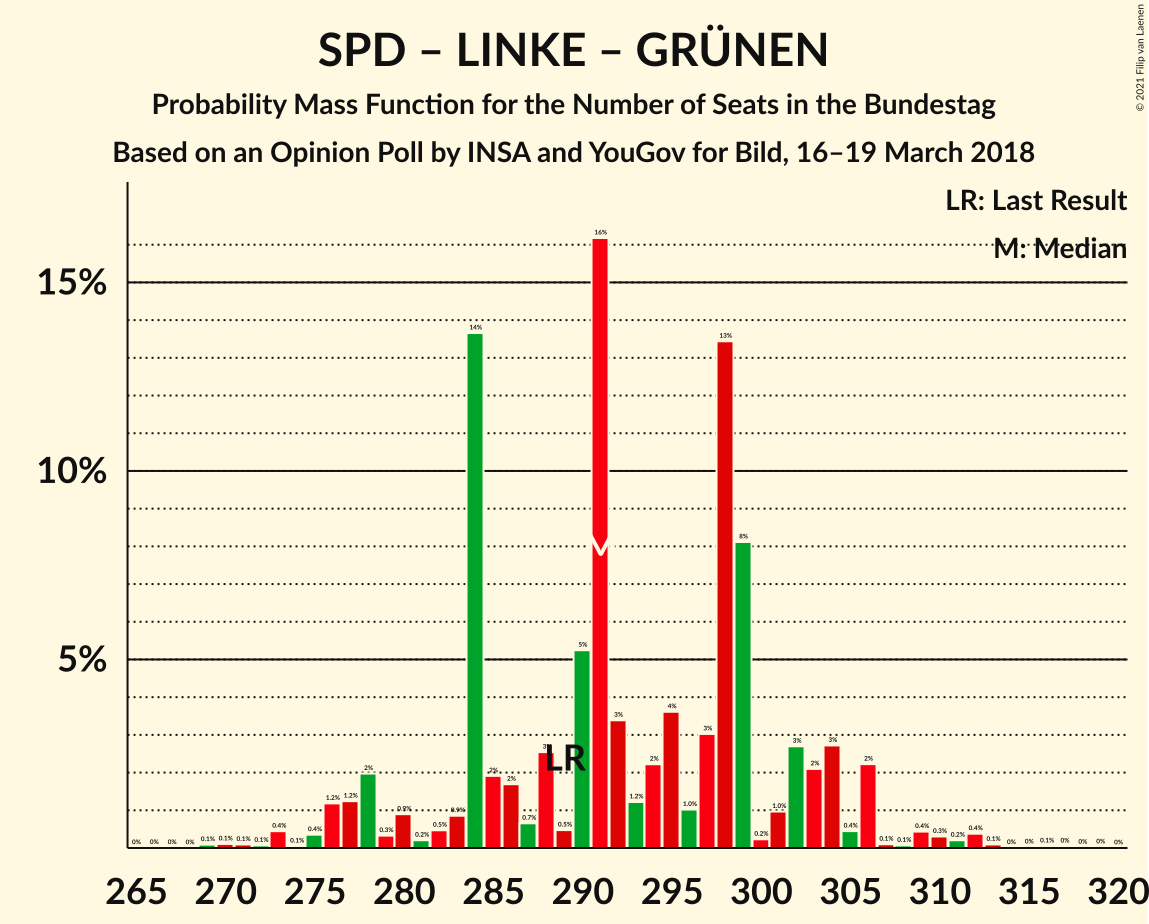 SPD – LINKE – GRÜNEN
Probability Mass Function for the Number of Seats in the Bundestag
Based on an Opinion Poll by INSA and YouGov for Bild, 16–19 March 2018
© 2021 Filip van Laenen
LR: Last Result
M: Median
15%
10%
5%
0% 0% 0% 0% 0.1% 0.1% 0.1% 0.1% 0.4% 0.1% 0.4% 1.2% 1.2% 2% 0.3% 0.9% 0.2% 0.5% 0.9% 14% 2% 2% 0.7% 3% 0.5% 5% 16% 3% 1.2% 2% 4% 1.0% 3% 13% 8% 0.2% 1.0% 3% 2% 3% 0.4% 2% 0.1% 0.1% 0.4% 0.3% 0.2% 0.4% 0.1% 0% 0% 0.1% 0% 0% 0% 0%
LR
265 270 275 280 285 290 295 300 305 310 315 320